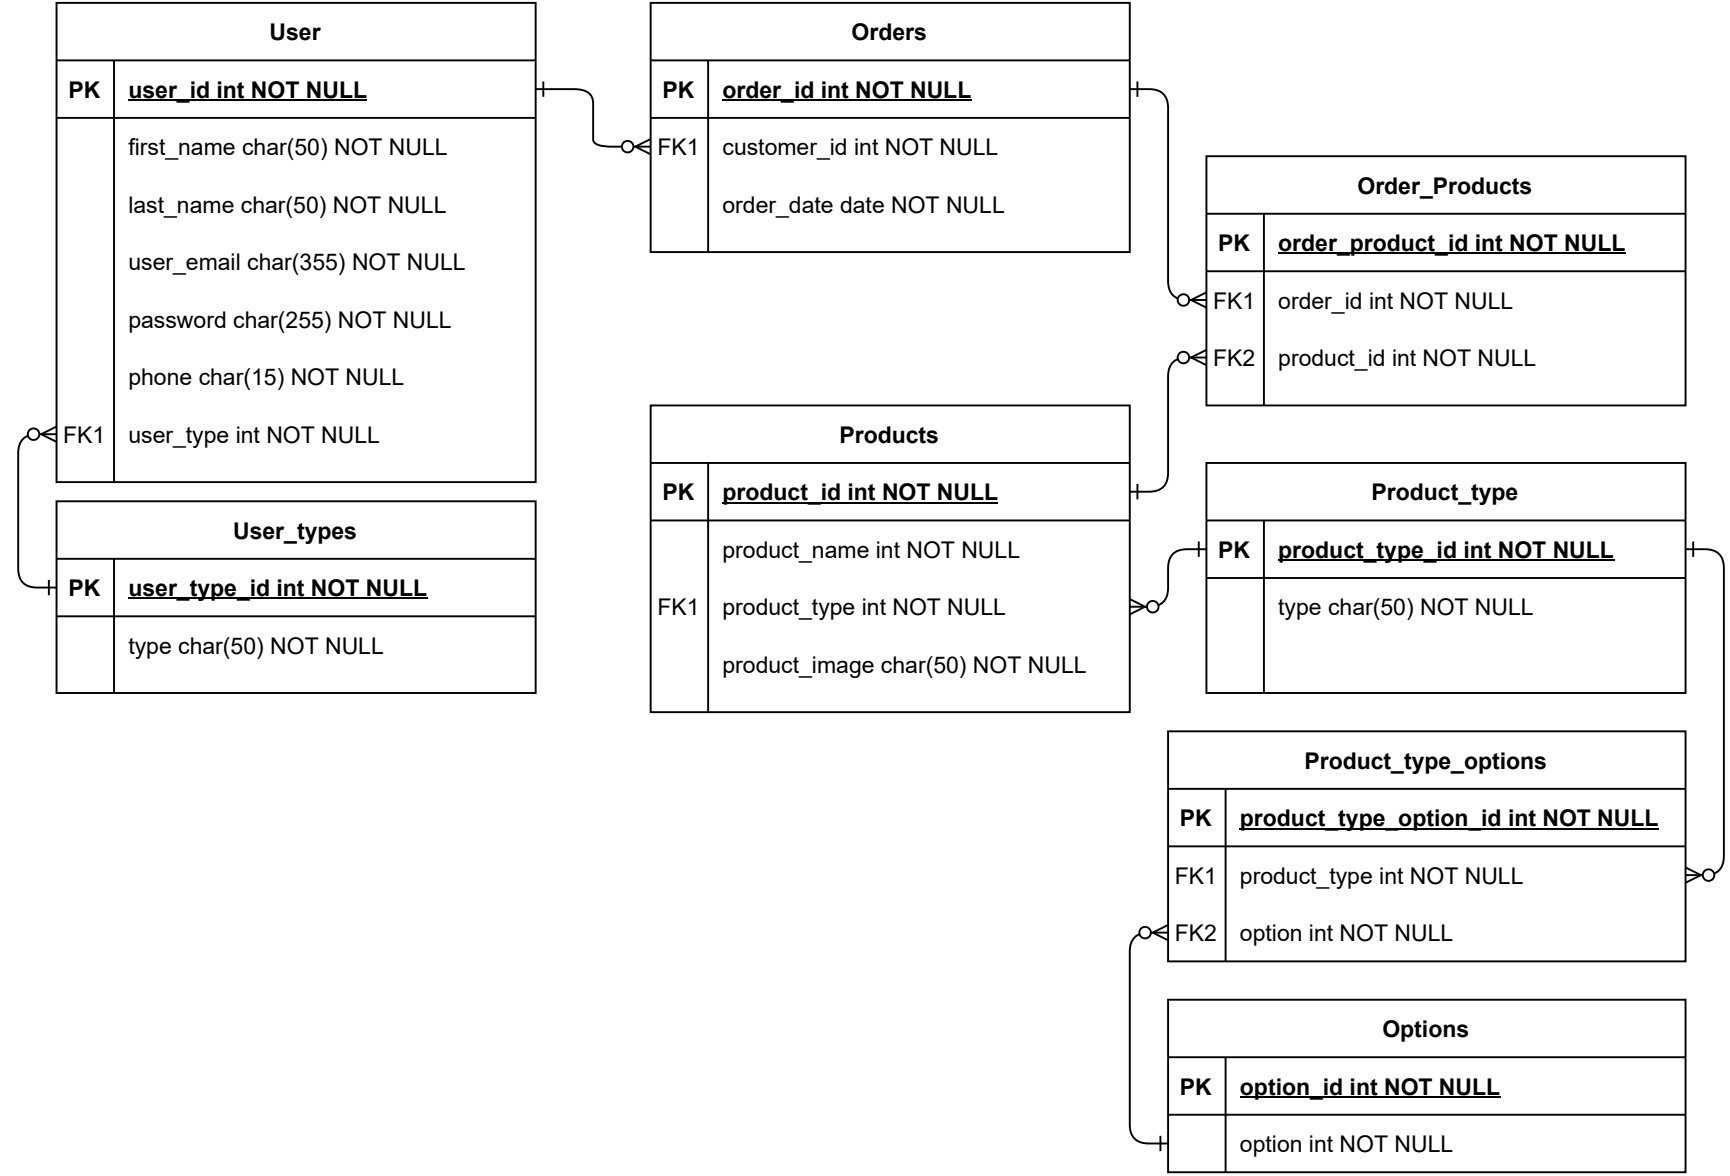 User
PK user_id int NOT NULL
first_name char(50) NOT NULL
last_name char(50) NOT NULL
user_email char(355) NOT NULL
password char(255) NOT NULL
phone char(15) NOT NULL
FK1 user_type int NOT NULL
User_types
PK user_type_id int NOT NULL
type char(50) NOT NULL
Orders
PK order_id int NOT NULL
FK1 customer_id int NOT NULL
order_date date NOT NULL
Products
PK product_id int NOT NULL
product_name int NOT NULL
FK1 product_type int NOT NULL
product_image char(50) NOT NULL
Order_Products
PK order_product_id int NOT NULL
FK1 order_id int NOT NULL
FK2 product_id int NOT NULL
Product_type
PK product_type_id int NOT NULL
type char(50) NOT NULL
Product_type_options
PK product_type_option_id int NOT NULL
FK1 product_type int NOT NULL
FK2 option int NOT NULL
Options
PK option_id int NOT NULL
option int NOT NULL